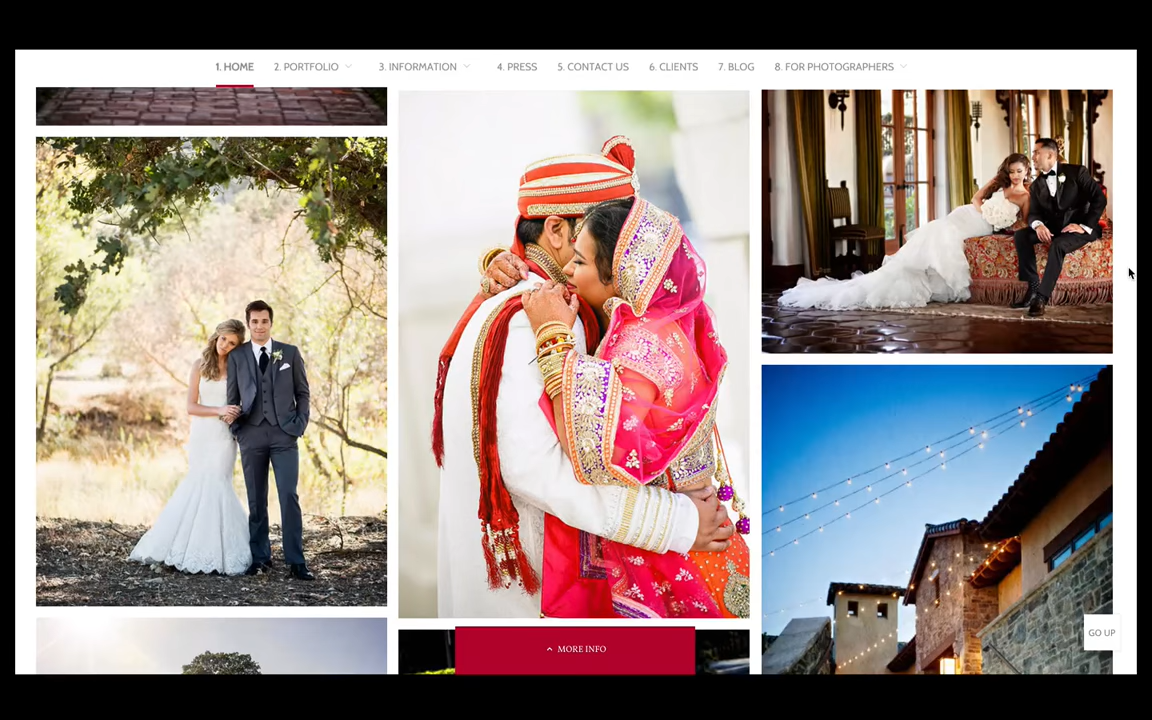 1. HOME 2. PORTFOLIO 3. INFORMATION 4. PRESS 5. CONTACT US 6. CLIENTS 7. BLOG 8. FOR PHOTOGRAPHERS
GO UP
MORE INFO